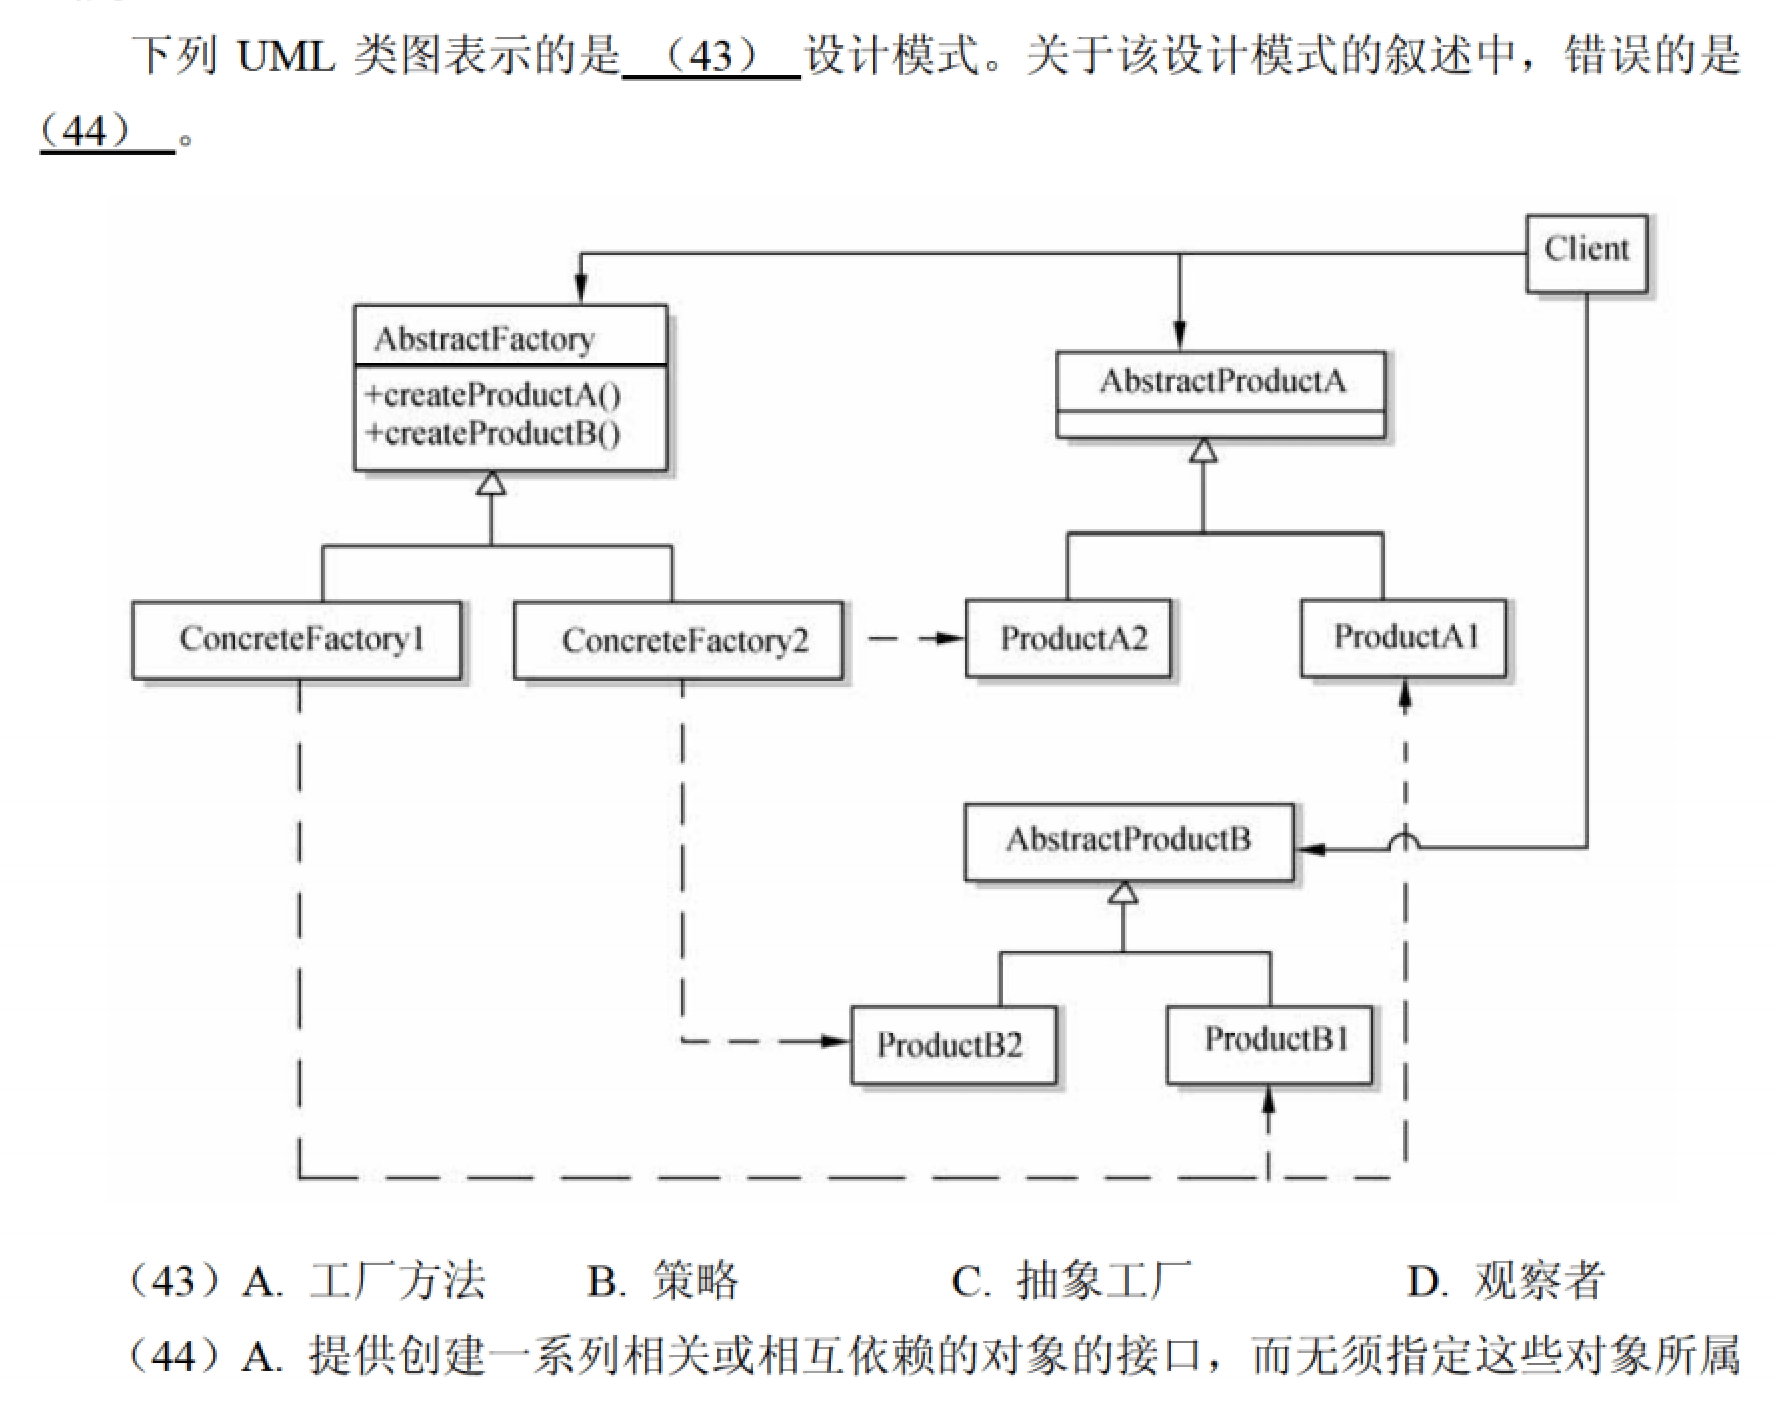 下列 UML 类图表示的是 （43） 设计模式。关于该设计模式的叙述中，错误的是
（44） 。
Client
AbstractFactory
+createProductA()
+createProductB()
AbstractProductA
ConcreteFactory1
ConcreteFactory2
ProductA2
ProductA1
AbstractProductB
ProductB2
ProductB1
（43）A. 工厂方法 B. 策略 C. 抽象工厂 D. 观察者
（44）A. 提供创建一系列相关或相互依赖的对象的接口，而无须指定这些对象所属